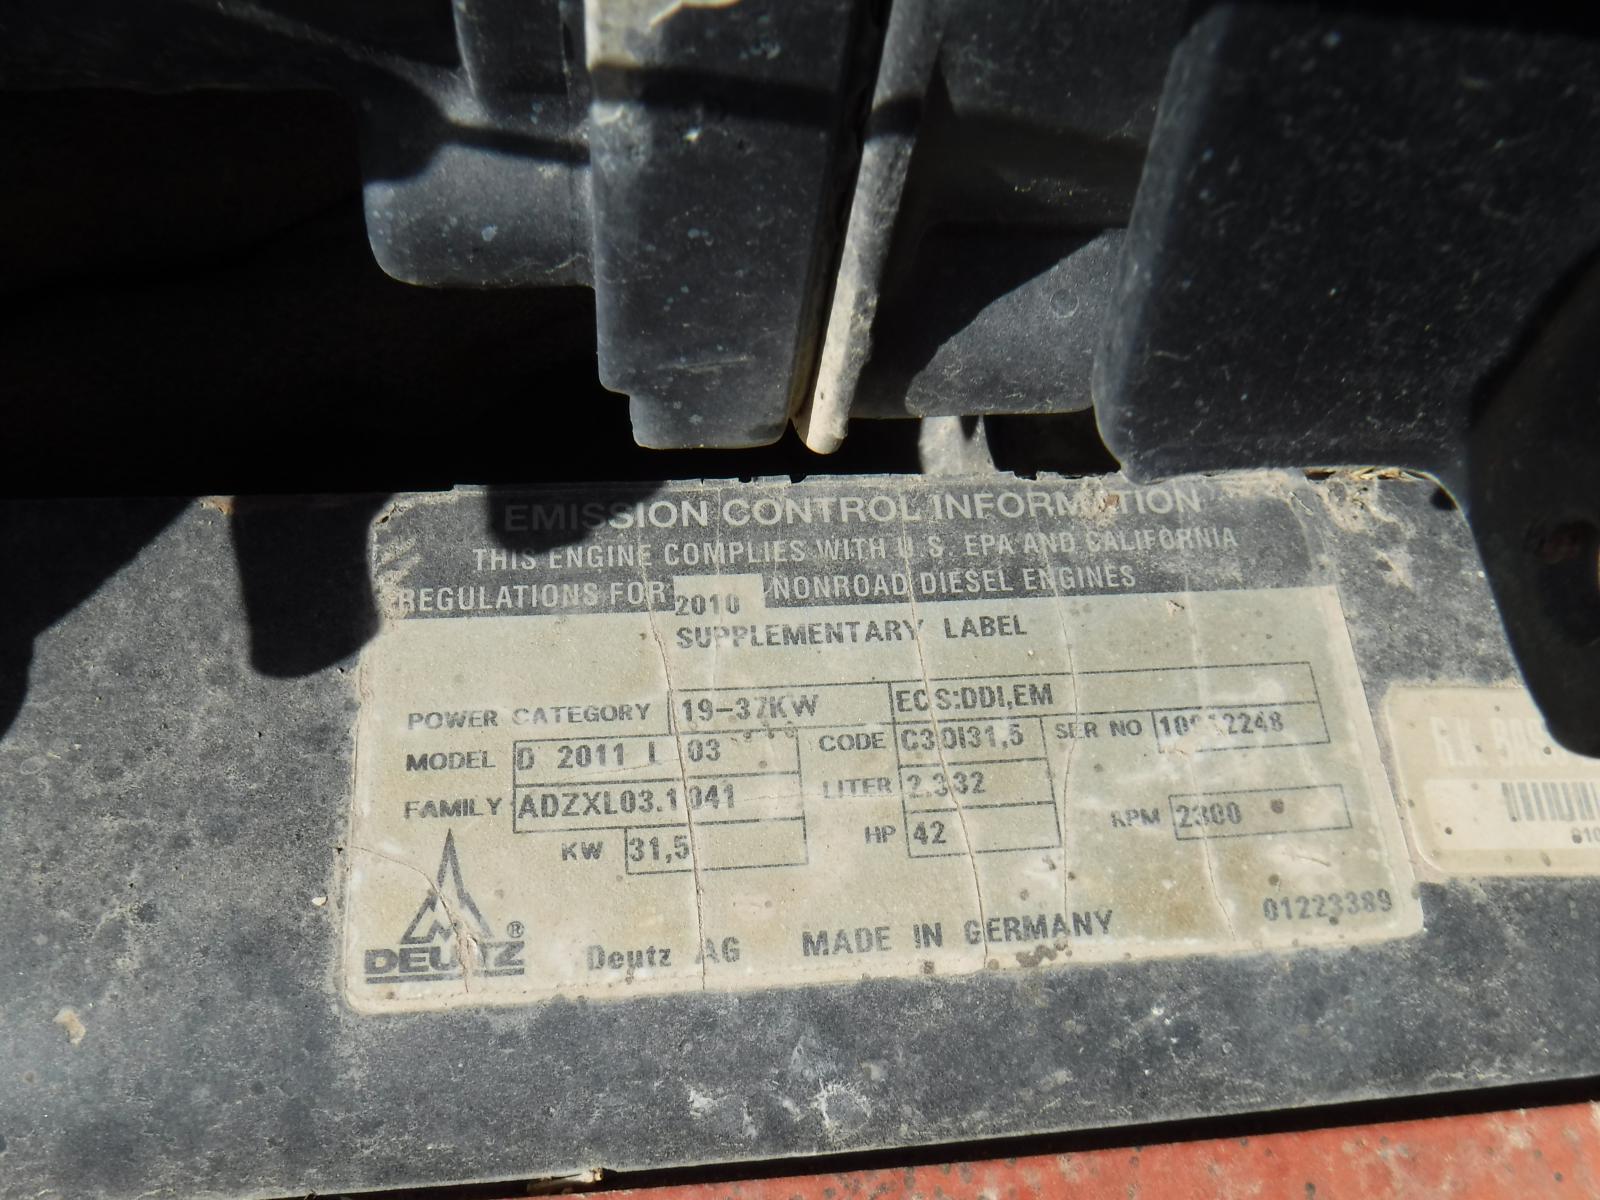 EMISSION CONTROL INFORMATION
THIS ENGINE COMPLIES WITH U.S. EPA AND CALIFORNIA
REGULATIONS FOR 2010 NONROAD DIESEL ENGINES
SUPPLEMENTARY LABEL
POWER CATEGORY 19-37KW ECS:DDI,EM
MODEL D 2011 L 03 CODE C30I31,5 SER NO
FAMILY ADZXL03.1041 LITER 2.332
KW 31,5 HP 42 RPM 2300
DEUTZ ® Deutz AG MADE IN GERMANY 01223389